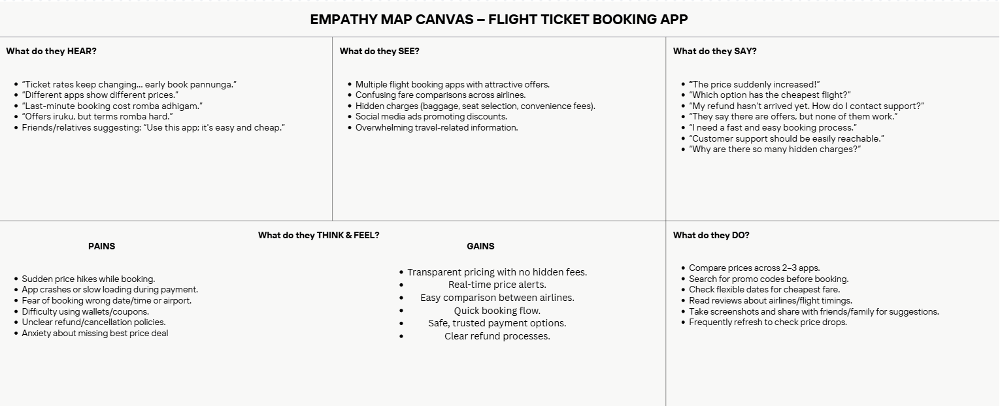 EMPATHY MAP CANVAS – FLIGHT TICKET BOOKING APP
What do they HEAR?
• “Ticket rates keep changing... early book pannunga.”
• “Different apps show different prices.”
• “Last-minute booking cost romba adhigam.”
• “Offers iruku, but terms romba hard.”
• Friends/relatives suggesting: “Use this app; it's easy and cheap.”
What do they SEE?
• Multiple flight booking apps with attractive offers.
• Confusing fare comparisons across airlines.
• Hidden charges (baggage, seat selection, convenience fees).
• Social media ads promoting discounts.
• Overwhelming travel-related information.
What do they SAY?
• “The price suddenly increased!”
• “Which option has the cheapest flight?”
• “My refund hasn’t arrived yet. How do I contact support?”
• “They say there are offers, but none of them work.”
• “I need a fast and easy booking process.”
• “Customer support should be easily reachable.”
• “Why are there so many hidden charges?”
What do they THINK & FEEL?
PAINS
• Sudden price hikes while booking.
• App crashes or slow loading during payment.
• Fear of booking wrong date/time or airport.
• Difficulty using wallets/coupons.
• Unclear refund/cancellation policies.
• Anxiety about missing best price deal
GAINS
• Transparent pricing with no hidden fees.
• Real-time price alerts.
• Easy comparison between airlines.
• Quick booking flow.
• Safe, trusted payment options.
• Clear refund processes.
What do they DO?
• Compare prices across 2–3 apps.
• Search for promo codes before booking.
• Check flexible dates for cheapest fare.
• Read reviews about airlines/flight timings.
• Take screenshots and share with friends/family for suggestions.
• Frequently refresh to check price drops.